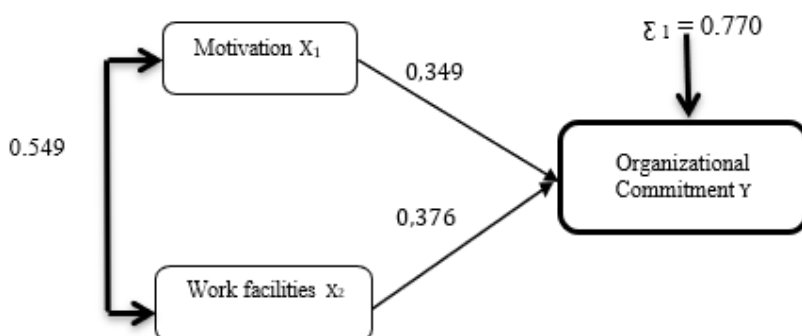 Ɛ 1 = 0.770
Motivation X₁
0,349
0.549
Organizational
Commitment Y
0,376
Work facilities X₂